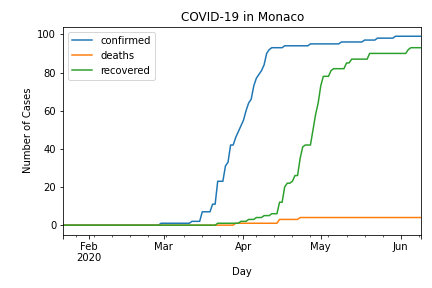 COVID-19 in Monaco
confirmed
deaths
recovered
Number of Cases
100
80
60
40
20
0
Feb
2020
Mar
Apr
May
Jun
Day